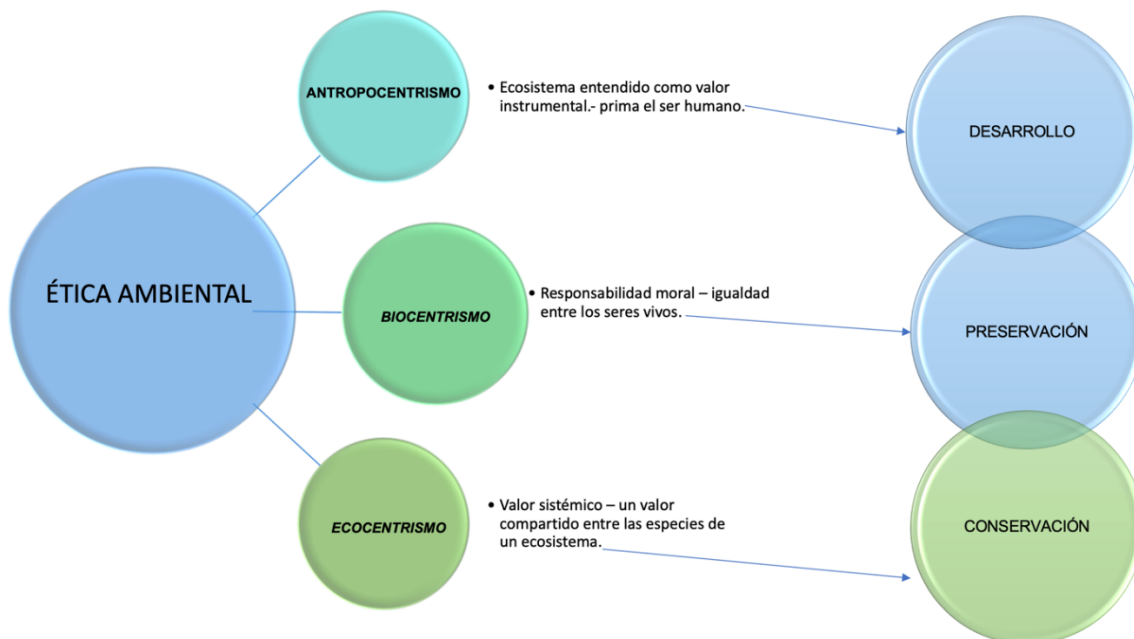 ANTROPOCENTRISMO
• Ecosistema entendido como valor
instrumental.- prima el ser humano.
DESARROLLO
ÉTICA AMBIENTAL
BIOCENTRISMO
• Responsabilidad moral – igualdad
entre los seres vivos.
PRESERVACIÓN
ECOCENTRISMO
• Valor sistémico – un valor
compartido entre las especies de
un ecosistema.
CONSERVACIÓN